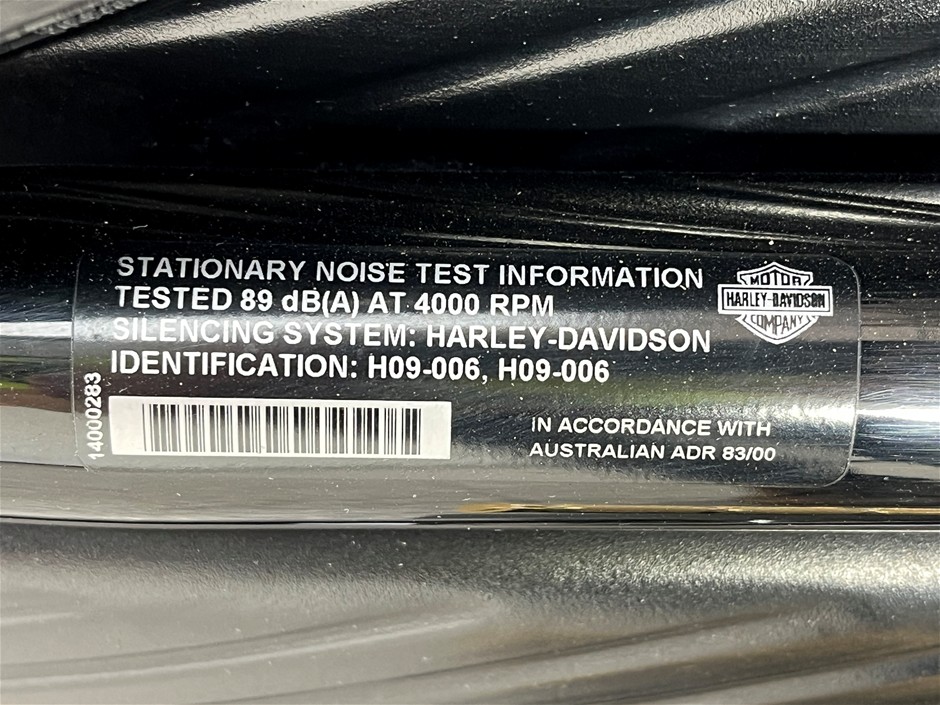 STATIONARY NOISE TEST INFORMATION
TESTED 89 dB(A) AT 4000 RPM
SILENCING SYSTEM: HARLEY-DAVIDSON
IDENTIFICATION: H09-006, H09-006
MOTOR
HARLEY-DAVIDSON
COMPANY
14000283
IN ACCORDANCE WITH
AUSTRALIAN ADR 83/00